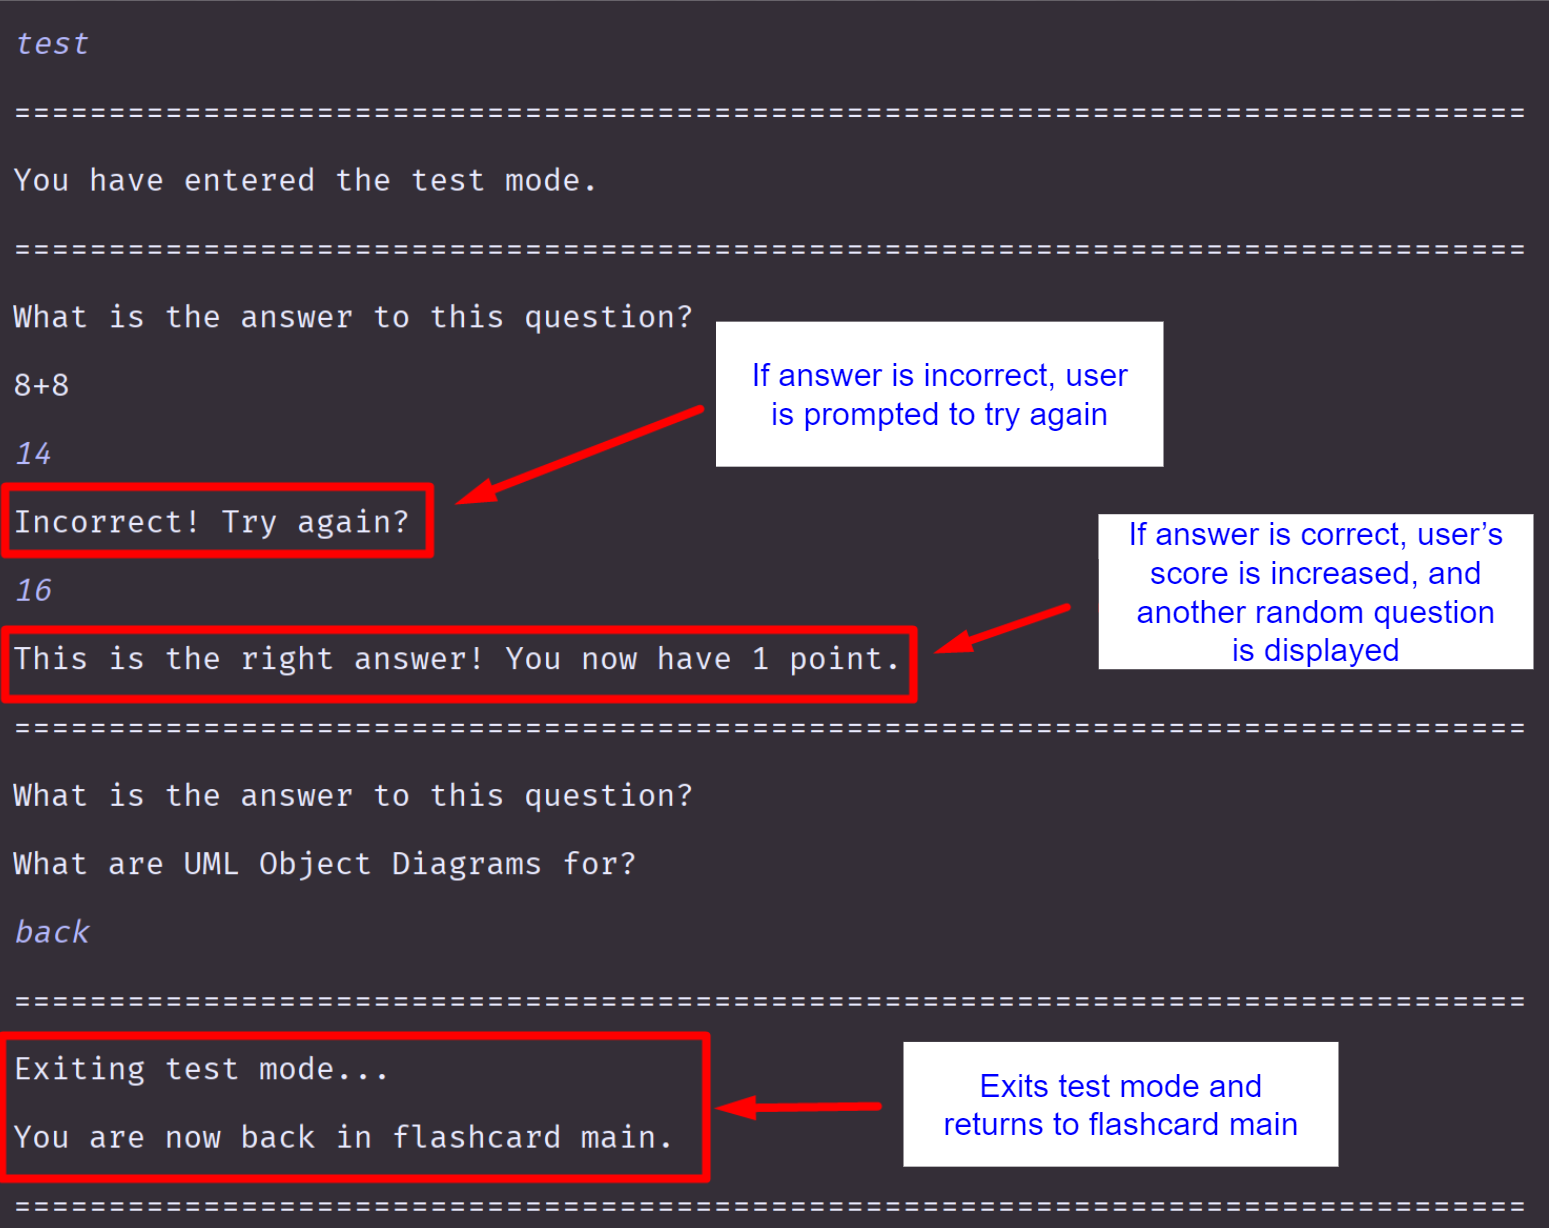 test
================================================================================
You have entered the test mode.
================================================================================
What is the answer to this question?
8+8
If answer is incorrect, user
is prompted to try again
14
Incorrect! Try again?
16
If answer is correct, user’s
score is increased, and
another random question
is displayed
This is the right answer! You now have 1 point.
================================================================================
What is the answer to this question?
What are UML Object Diagrams for?
back
================================================================================
Exiting test mode...
You are now back in flashcard main.
Exits test mode and
returns to flashcard main
================================================================================